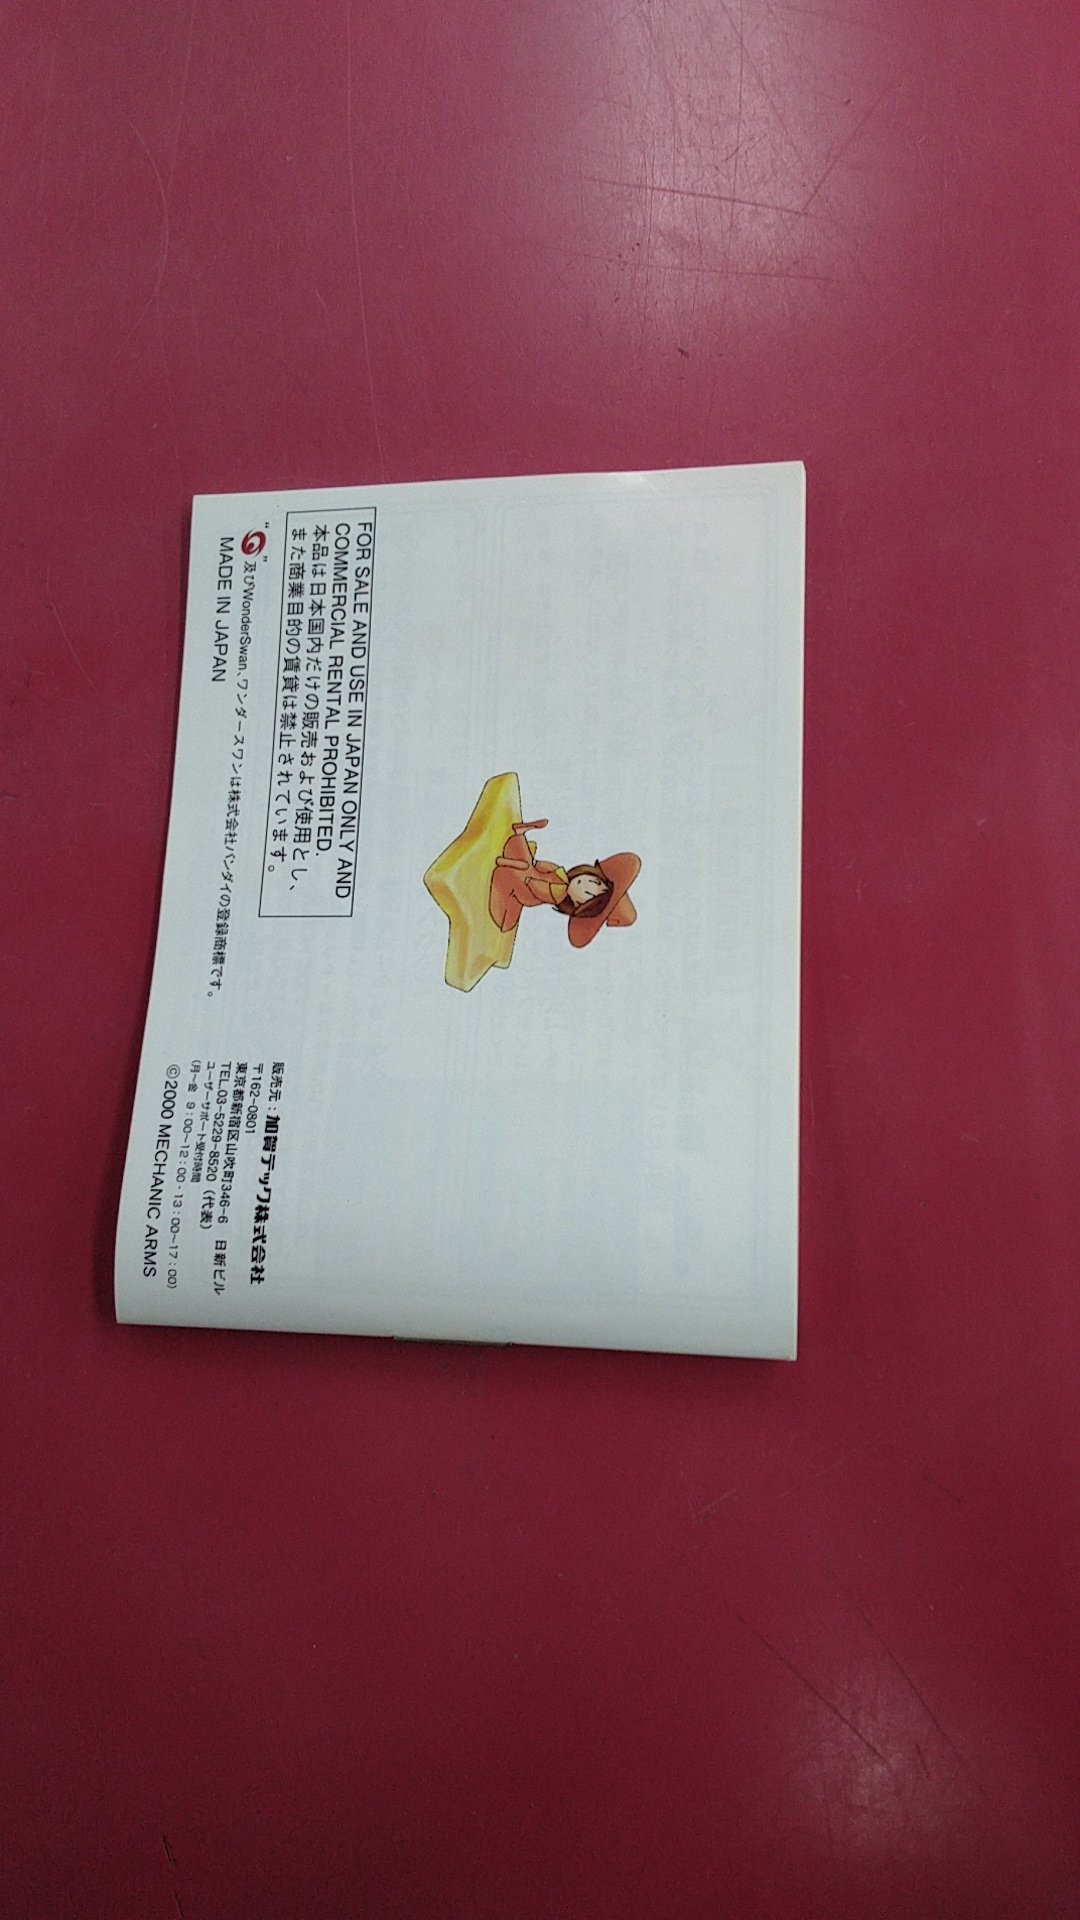 FOR SALE AND USE IN JAPAN ONLY AND
COMMERCIAL RENTAL PROHIBITED.
本品は日本国内だけの販売および使用とし、
また商業目的の賃貸は禁止されています。
“ ”及びWonderSwan、ワンダースワンは株式会社バンダイの登録商標です。
MADE IN JAPAN
販売元：加賀テック株式会社
〒162-0801
東京都新宿区山吹町346-6 日新ビル
TEL.03-5229-8520（代表）
ユーザーサポート受付時間
（月～金 9：00～12：00・13：00～17：00）
©2000 MECHANIC ARMS